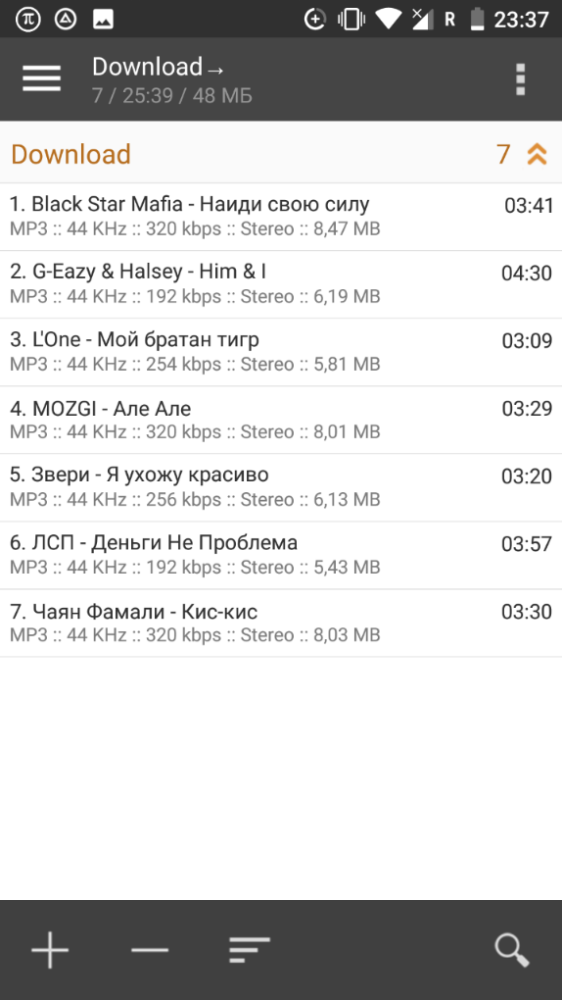 R 23:37
Download→
7 / 25:39 / 48 МБ
Download 7
1. Black Star Mafia - Наиди свою силу 03:41
MP3 :: 44 KHz :: 320 kbps :: Stereo :: 8,47 MB
2. G-Eazy & Halsey - Him & I 04:30
MP3 :: 44 KHz :: 192 kbps :: Stereo :: 6,19 MB
3. L'One - Мой братан тигр 03:09
MP3 :: 44 KHz :: 254 kbps :: Stereo :: 5,81 MB
4. MOZGI - Але Але 03:29
MP3 :: 44 KHz :: 320 kbps :: Stereo :: 8,01 MB
5. Звери - Я ухожу красиво 03:20
MP3 :: 44 KHz :: 256 kbps :: Stereo :: 6,13 MB
6. ЛСП - Деньги Не Проблема 03:57
MP3 :: 44 KHz :: 192 kbps :: Stereo :: 5,43 MB
7. Чаян Фамали - Кис-кис 03:30
MP3 :: 44 KHz :: 320 kbps :: Stereo :: 8,03 MB